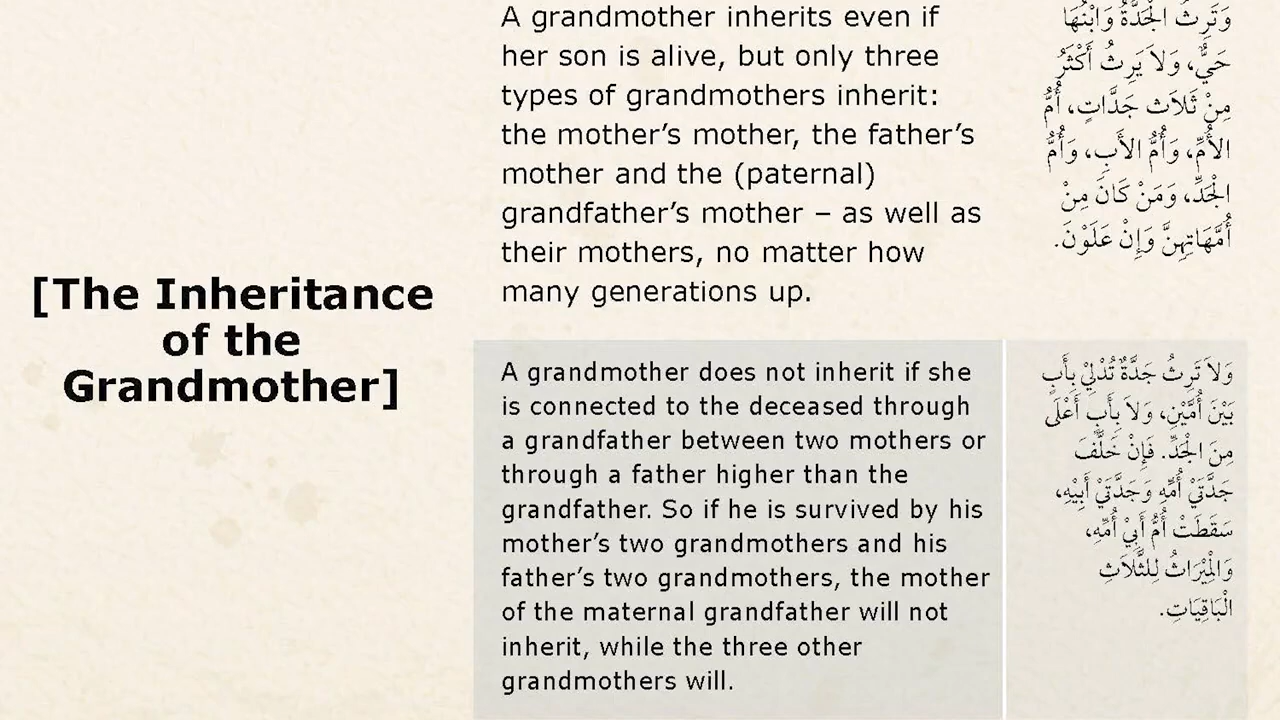 [The Inheritance
of the
Grandmother]
A grandmother inherits even if
her son is alive, but only three
types of grandmothers inherit:
the mother’s mother, the father’s
mother and the (paternal)
grandfather’s mother – as well as
their mothers, no matter how
many generations up.
وَتَرِثُ الْجَدَّةُ وَابْنُهَا
حَيٌّ، وَلاَ يَرِثُ أَكْثَرُ
مِنْ ثَلاَث جَدَّاتٍ، أُمُّ
الأُمِّ، وَأُمُّ الأَبِ، وَأُمُّ
الْجَدِّ، وَمَنْ كَانَ مِنْ
أُمَّهَاتِهِنَّ وَإِنْ عَلَوْنَ.
A grandmother does not inherit if she
is connected to the deceased through
a grandfather between two mothers or
through a father higher than the
grandfather. So if he is survived by his
mother’s two grandmothers and his
father’s two grandmothers, the mother
of the maternal grandfather will not
inherit, while the three other
grandmothers will.
وَلاَ تَرِثُ جَدَّةٌ تُدْلِيْ بِأَبٍ
بَيْنَ أُمَّيْنِ، وَلاَ بِأَبٍ أَعْلَى
مِنَ الْجَدِّ. فَإِنْ خَلَّفَ
جَدَّتَيْ أُمِّهِ وَجَدَّتَيْ أَبِيْهِ،
سَقَطَتْ أُمُّ أَبِيْ أُمِّهِ،
وَالْمِيْرَاثُ لِلثَّلاَثِ
الْبَاقِيَاتِ.